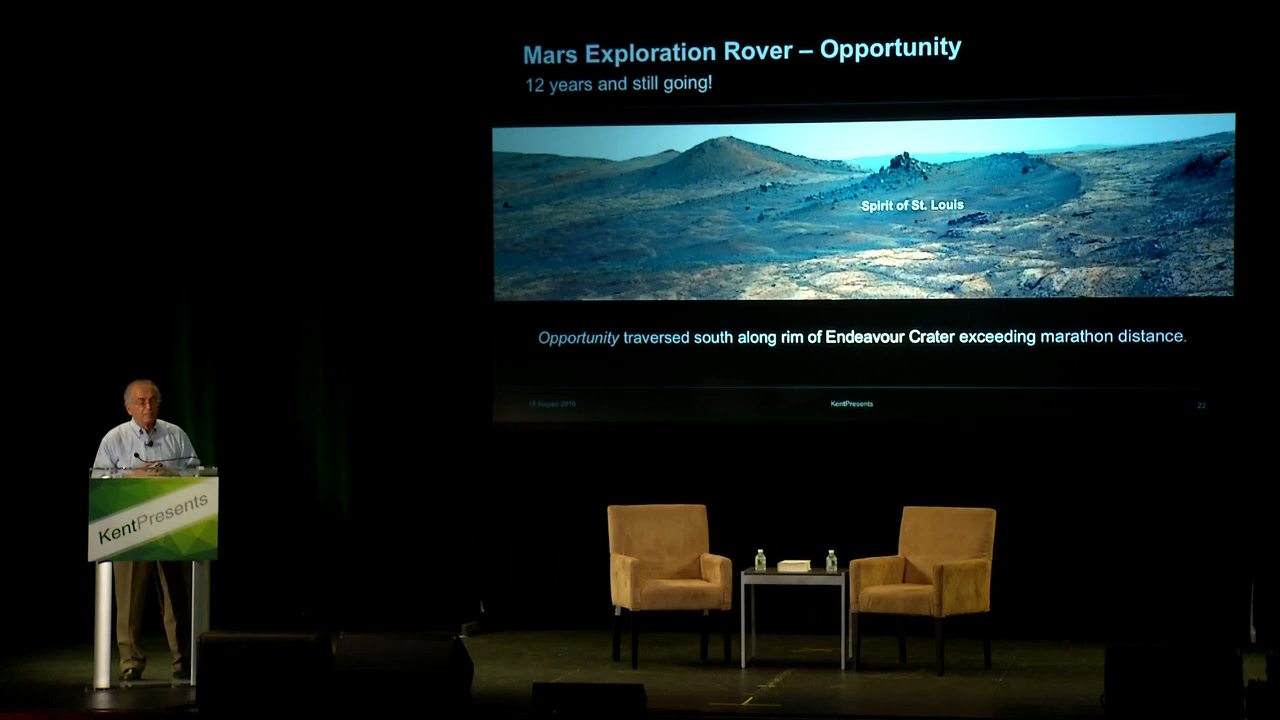 Mars Exploration Rover – Opportunity
12 years and still going!
Spirit of St. Louis
Opportunity traversed south along rim of Endeavour Crater exceeding marathon distance.
KentPresents
22
KentPresents